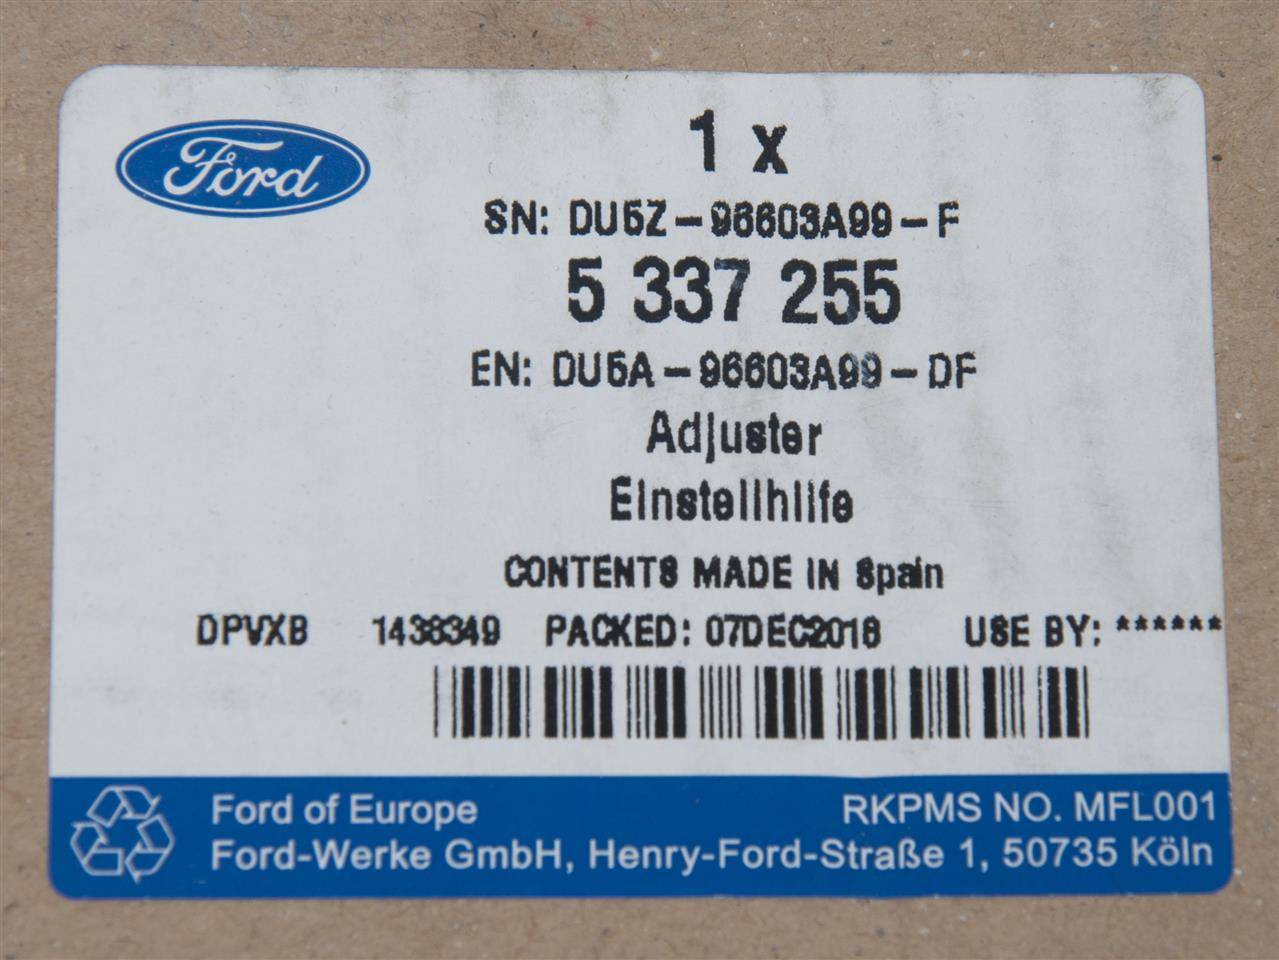 Ford
1 x
SN: DU5Z-96603A99-F
5 337 255
EN: DU5A-96603A99-DF
Adjuster
Einstellhilfe
CONTENTS MADE IN Spain
DPVXB 1438349 PACKED: 07DEC2016 USE BY: ******
Ford of Europe RKPMS NO. MFL001
Ford-Werke GmbH, Henry-Ford-Straße 1, 50735 Köln